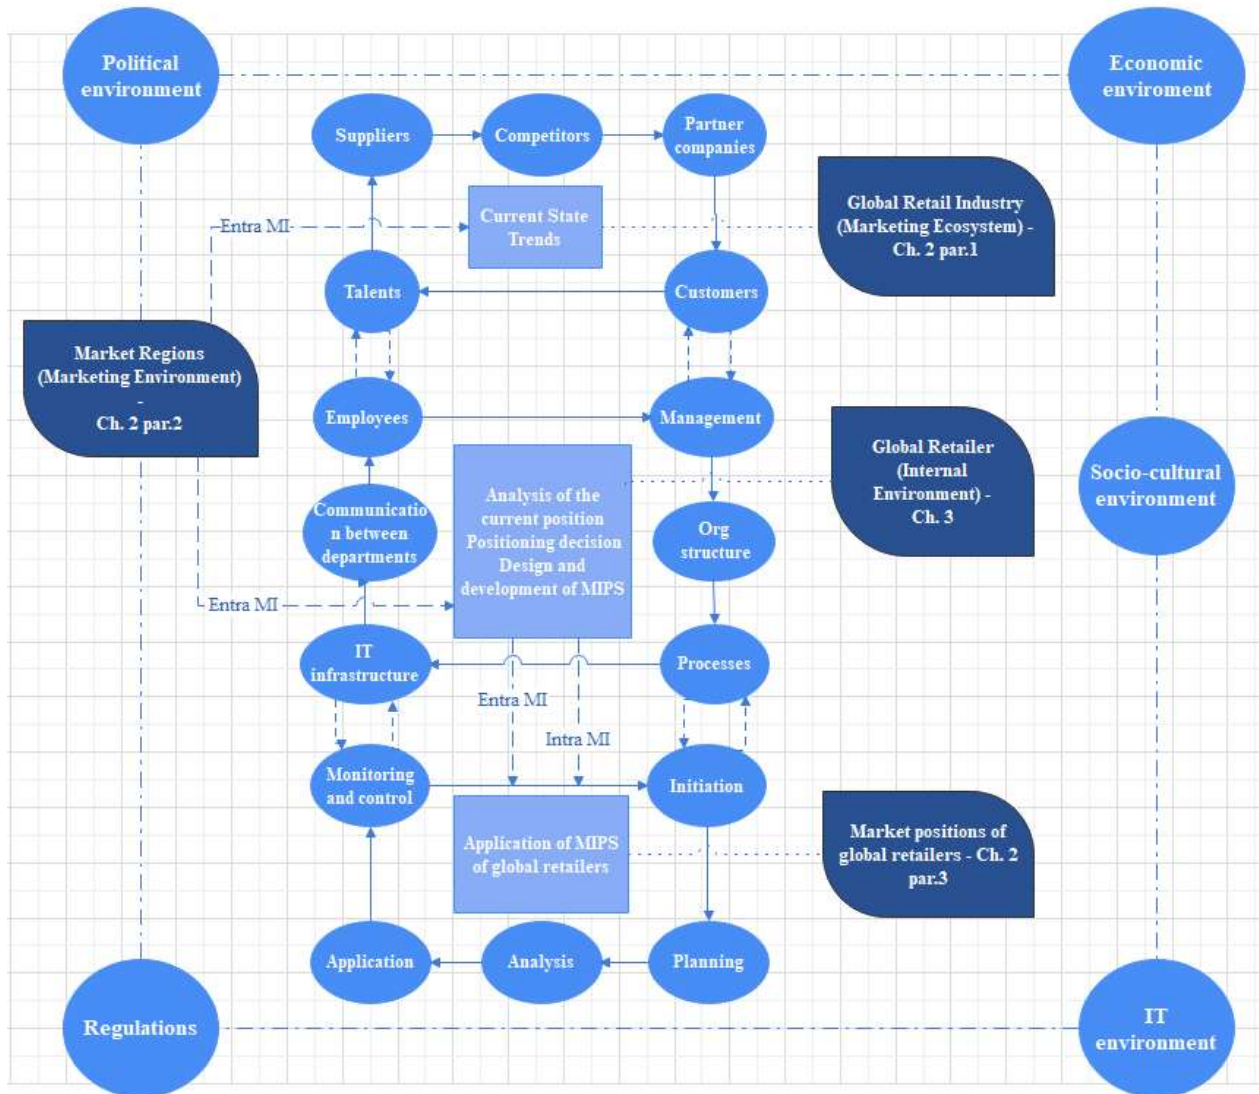 Political
environment
Economic
enviroment
Suppliers
Competitors
Partner
companies
Entra MI
Current State
Trends
Global Retail Industry
(Marketing Ecosystem) -
Ch. 2 par.1
Talents
Customers
Market Regions
(Marketing Environment)
-
Ch. 2 par.2
Employees
Management
Global Retailer
(Internal
Environment) -
Ch. 3
Socio-cultural
environment
Communicatio
n between
departments
Analysis of the
current position
Positioning decision
Design and
development of MIPS
Org
structure
Entra MI
IT
infrastructure
Processes
Entra MI
Intra MI
Monitoring
and control
Initiation
Application of MIPS
of global retailers
Market positions of
global retailers - Ch. 2
par.3
Application
Analysis
Planning
Regulations
IT
environment